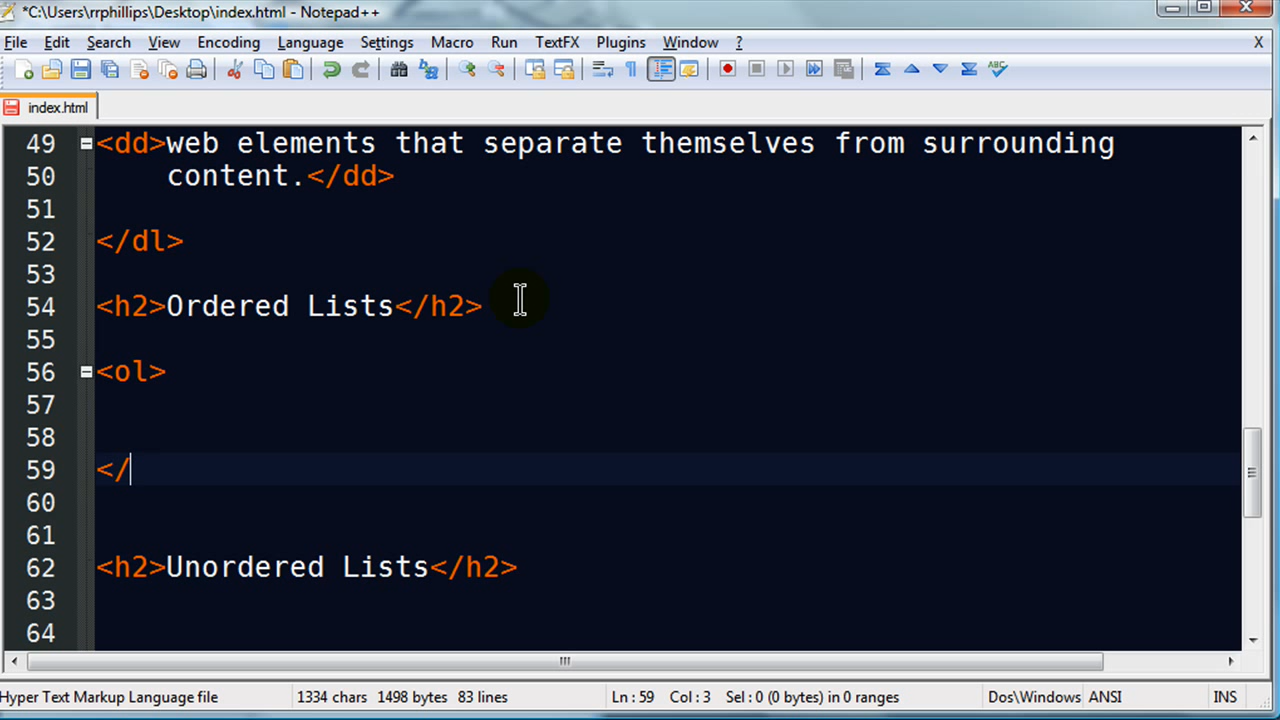 *C:\Users\rrphillips\Desktop\index.html - Notepad++
File Edit Search View Encoding Language Settings Macro Run TextFX Plugins Window ? X
index.html
49 <dd>web elements that separate themselves from surrounding
50 content.</dd>
51
52 </dl>
53
54 <h2>Ordered Lists</h2>
55
56 <ol>
57
58
59 </
60
61
62 <h2>Unordered Lists</h2>
63
64
Hyper Text Markup Language file 1334 chars 1498 bytes 83 lines Ln : 59 Col : 3 Sel : 0 (0 bytes) in 0 ranges Dos\Windows ANSI INS